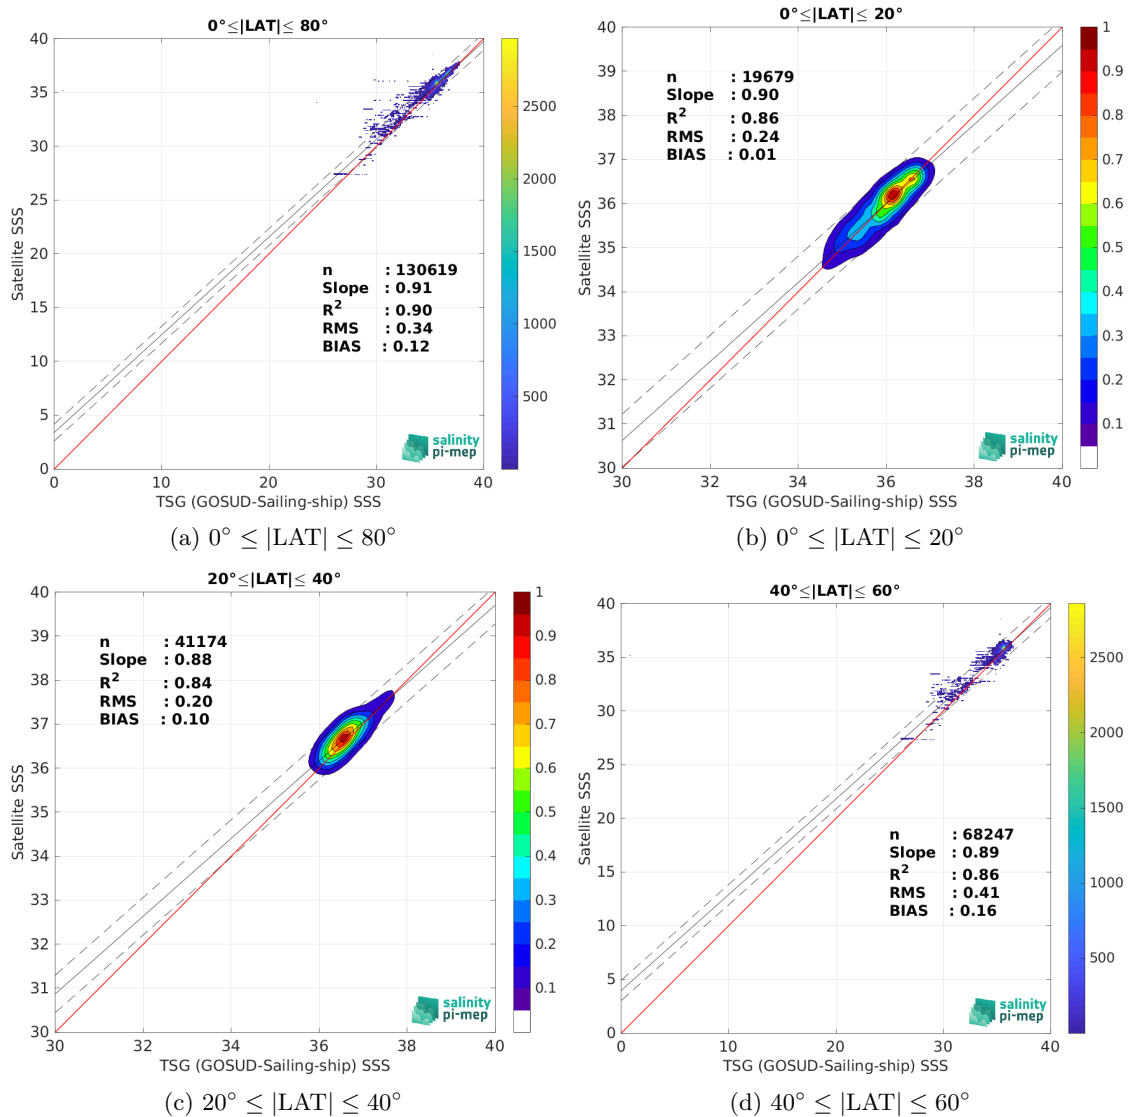 0°≤|LAT|≤ 80°
40
35
30
25
20
15
10
5
0
0
10
20
30
40
Satellite SSS
TSG (GOSUD-Sailing-ship) SSS
n : 130619
Slope : 0.91
R² : 0.90
RMS : 0.34
BIAS : 0.12
salinity
pi-mep
2500
2000
1500
1000
500
(a) 0° ≤ |LAT| ≤ 80°
0°≤|LAT|≤ 20°
40
39
38
37
36
35
34
33
32
31
30
30
32
34
36
38
40
Satellite SSS
TSG (GOSUD-Sailing-ship) SSS
n : 19679
Slope : 0.90
R² : 0.86
RMS : 0.24
BIAS : 0.01
salinity
pi-mep
1
0.9
0.8
0.7
0.6
0.5
0.4
0.3
0.2
0.1
(b) 0° ≤ |LAT| ≤ 20°
20°≤|LAT|≤ 40°
40
39
38
37
36
35
34
33
32
31
30
30
32
34
36
38
40
Satellite SSS
TSG (GOSUD-Sailing-ship) SSS
n : 41174
Slope : 0.88
R² : 0.84
RMS : 0.20
BIAS : 0.10
salinity
pi-mep
1
0.9
0.8
0.7
0.6
0.5
0.4
0.3
0.2
0.1
(c) 20° ≤ |LAT| ≤ 40°
40°≤|LAT|≤ 60°
40
35
30
25
20
15
10
5
0
0
10
20
30
40
Satellite SSS
TSG (GOSUD-Sailing-ship) SSS
n : 68247
Slope : 0.89
R² : 0.86
RMS : 0.41
BIAS : 0.16
salinity
pi-mep
2500
2000
1500
1000
500
(d) 40° ≤ |LAT| ≤ 60°